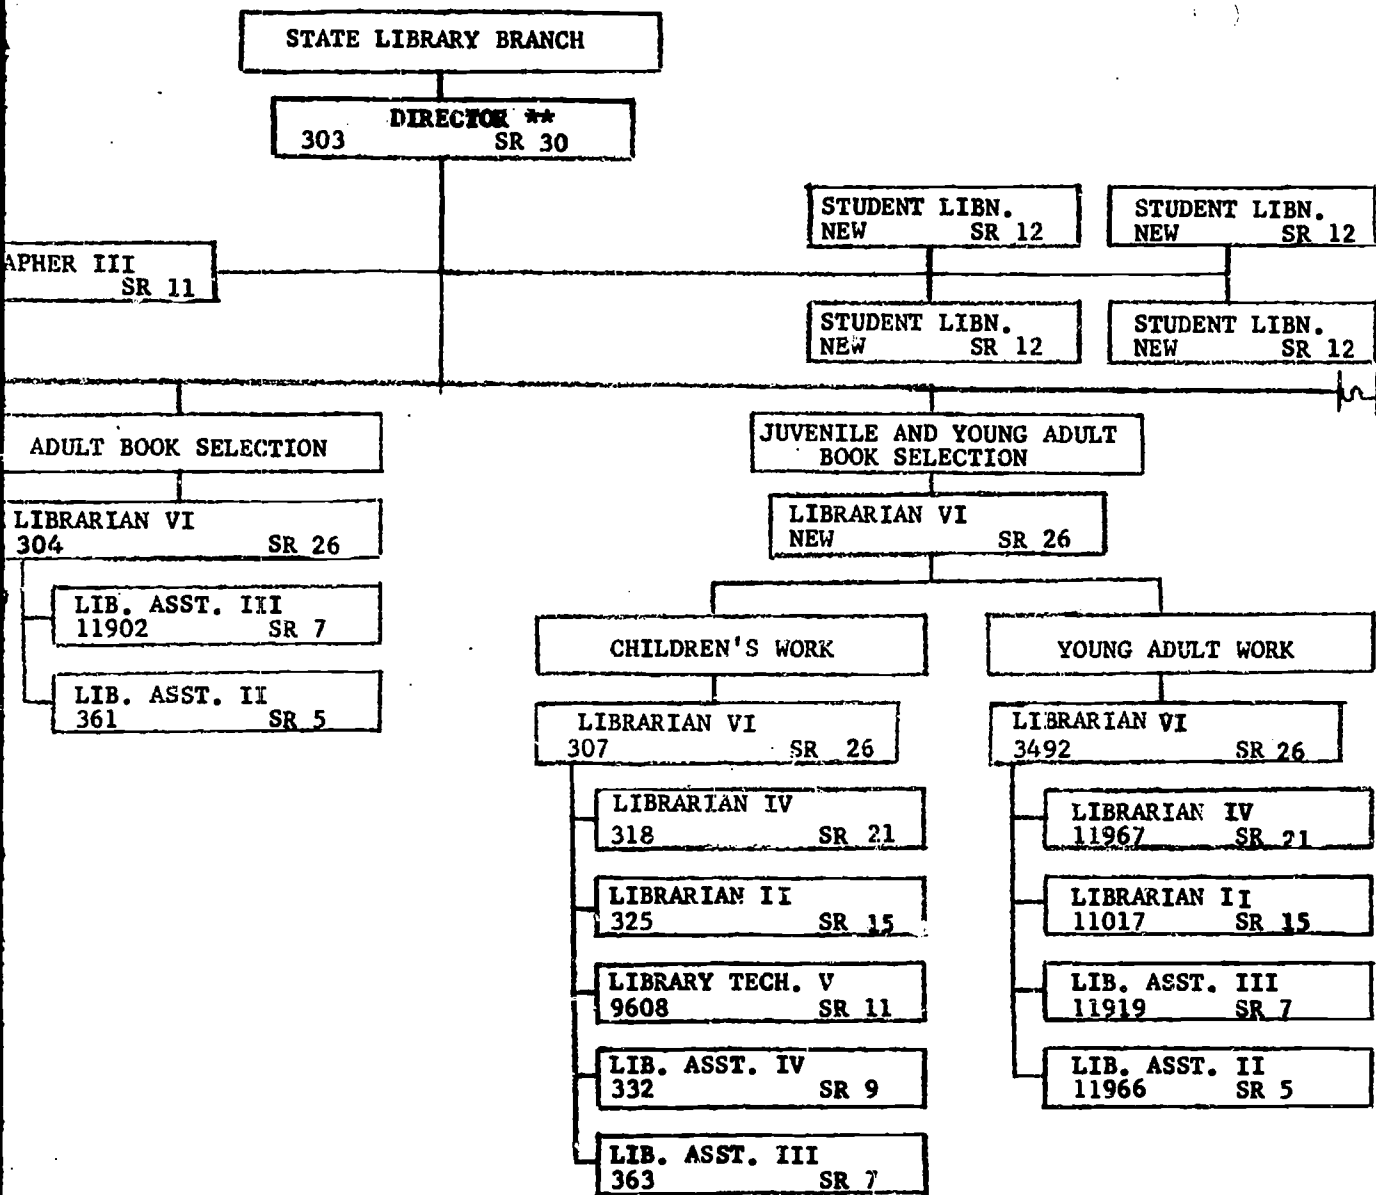 STATE LIBRARY BRANCH
DIRECTOR **
303 SR 30
STUDENT LIBN.
NEW SR 12
STUDENT LIBN.
NEW SR 12
APHER III
SR 11
STUDENT LIBN.
NEW SR 12
STUDENT LIBN.
NEW SR 12
ADULT BOOK SELECTION
LIBRARIAN VI
304 SR 26
LIB. ASST. III
11902 SR 7
LIB. ASST. II
361 SR 5
JUVENILE AND YOUNG ADULT
BOOK SELECTION
LIBRARIAN VI
NEW SR 26
CHILDREN'S WORK
LIBRARIAN VI
307 SR 26
LIBRARIAN IV
318 SR 21
LIBRARIAN II
325 SR 15
LIBRARY TECH. V
9608 SR 11
LIB. ASST. IV
332 SR 9
LIB. ASST. III
363 SR 7
YOUNG ADULT WORK
LIBRARIAN VI
3492 SR 26
LIBRARIAN IV
11967 SR 21
LIBRARIAN II
11017 SR 15
LIB. ASST. III
11919 SR 7
LIB. ASST. II
11966 SR 5